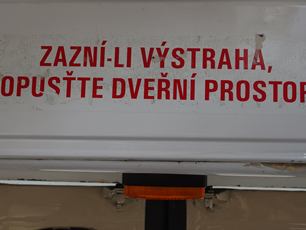 ZAZNÍ-LI VÝSTRAHA,
OPUSŤTE DVEŘNÍ PROSTOR